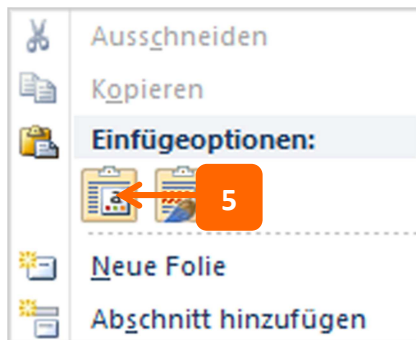 Ausschneiden
Kopieren
Einfügeoptionen:
a
5
Neue Folie
Abschnitt hinzufügen